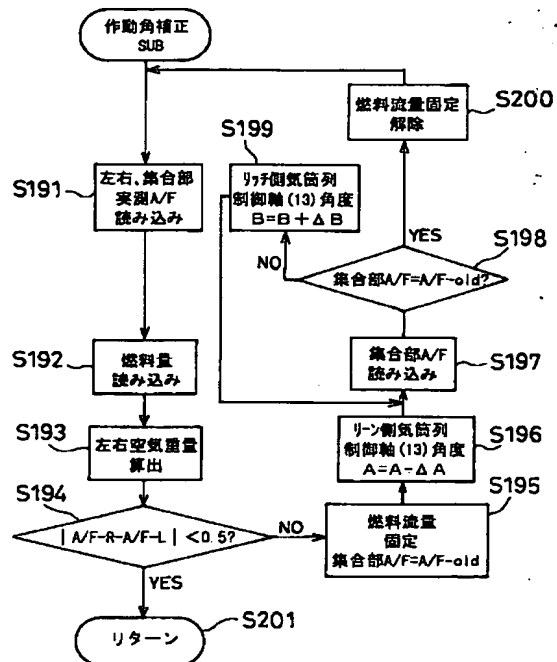 作動角補正
SUB
S191
左右、集合部
実測A/F
読み込み
S192
燃料量
読み込み
S193
左右空気重量
算出
S194
| A/F-R-A/F-L | <0.5?
NO
YES
リターン
S201
S195
燃料流量
固定
集合部A/F=A/F-old
S196
リーン側気筒列
制御軸(13)角度
A=A-ΔA
S197
集合部A/F
読み込み
S198
集合部A/F=A/F-old?
NO
YES
S199
リッチ側気筒列
制御軸(13)角度
B=B+ΔB
S200
燃料流量固定
解除